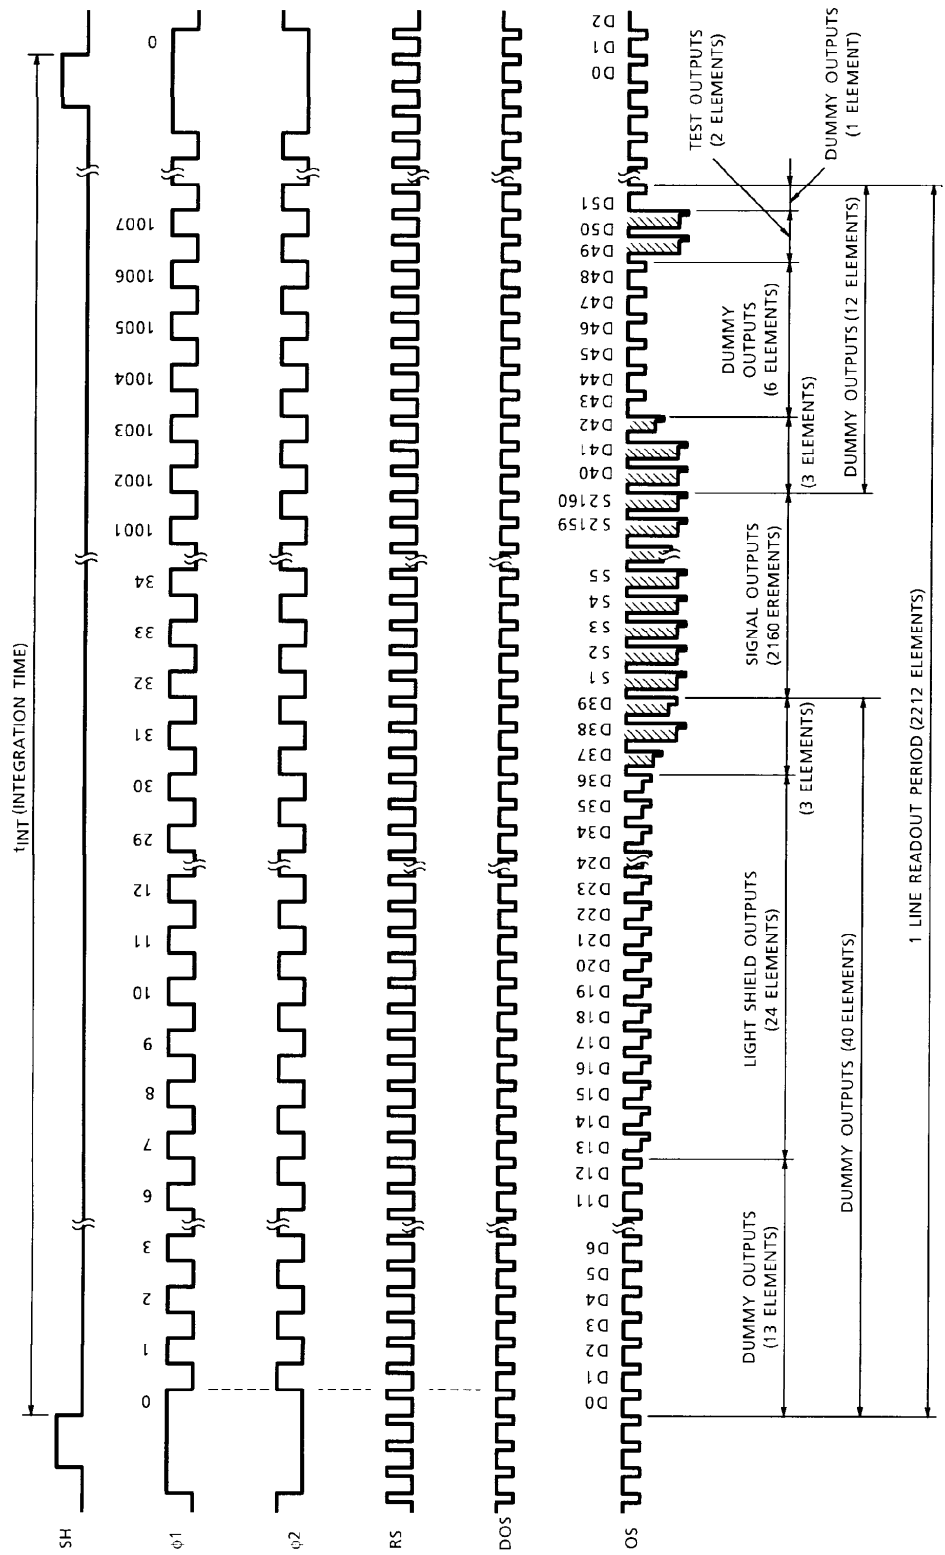 tINT (INTEGRATION TIME)
SH
φ1
0 1 2 3 6 7 8 9 10 11 12 29 30 31 32 33 34 1001 1002 1003 1004 1005 1006 1007 0
φ2
RS
DOS
OS
D0 D1 D2 D3 D4 D5 D6 D11 D12 D13 D14 D15 D16 D17 D18 D19 D20 D21 D22 D23 D24 D34 D35 D36 D37 D38 D39 S1 S2 S3 S4 S5 S2159 S2160 D40 D41 D42 D43 D44 D45 D46 D47 D48 D49 D50 D51 D0 D1 D2
DUMMY OUTPUTS
(13 ELEMENTS)
LIGHT SHIELD OUTPUTS
(24 ELEMENTS)
(3 ELEMENTS)
SIGNAL OUTPUTS
(2160 EREMENTS)
(3 ELEMENTS)
DUMMY
OUTPUTS
(6 ELEMENTS)
TEST OUTPUTS
(2 ELEMENTS)
DUMMY OUTPUTS
(1 ELEMENT)
DUMMY OUTPUTS (40 ELEMENTS)
DUMMY OUTPUTS (12 ELEMENTS)
1 LINE READOUT PERIOD (2212 ELEMENTS)